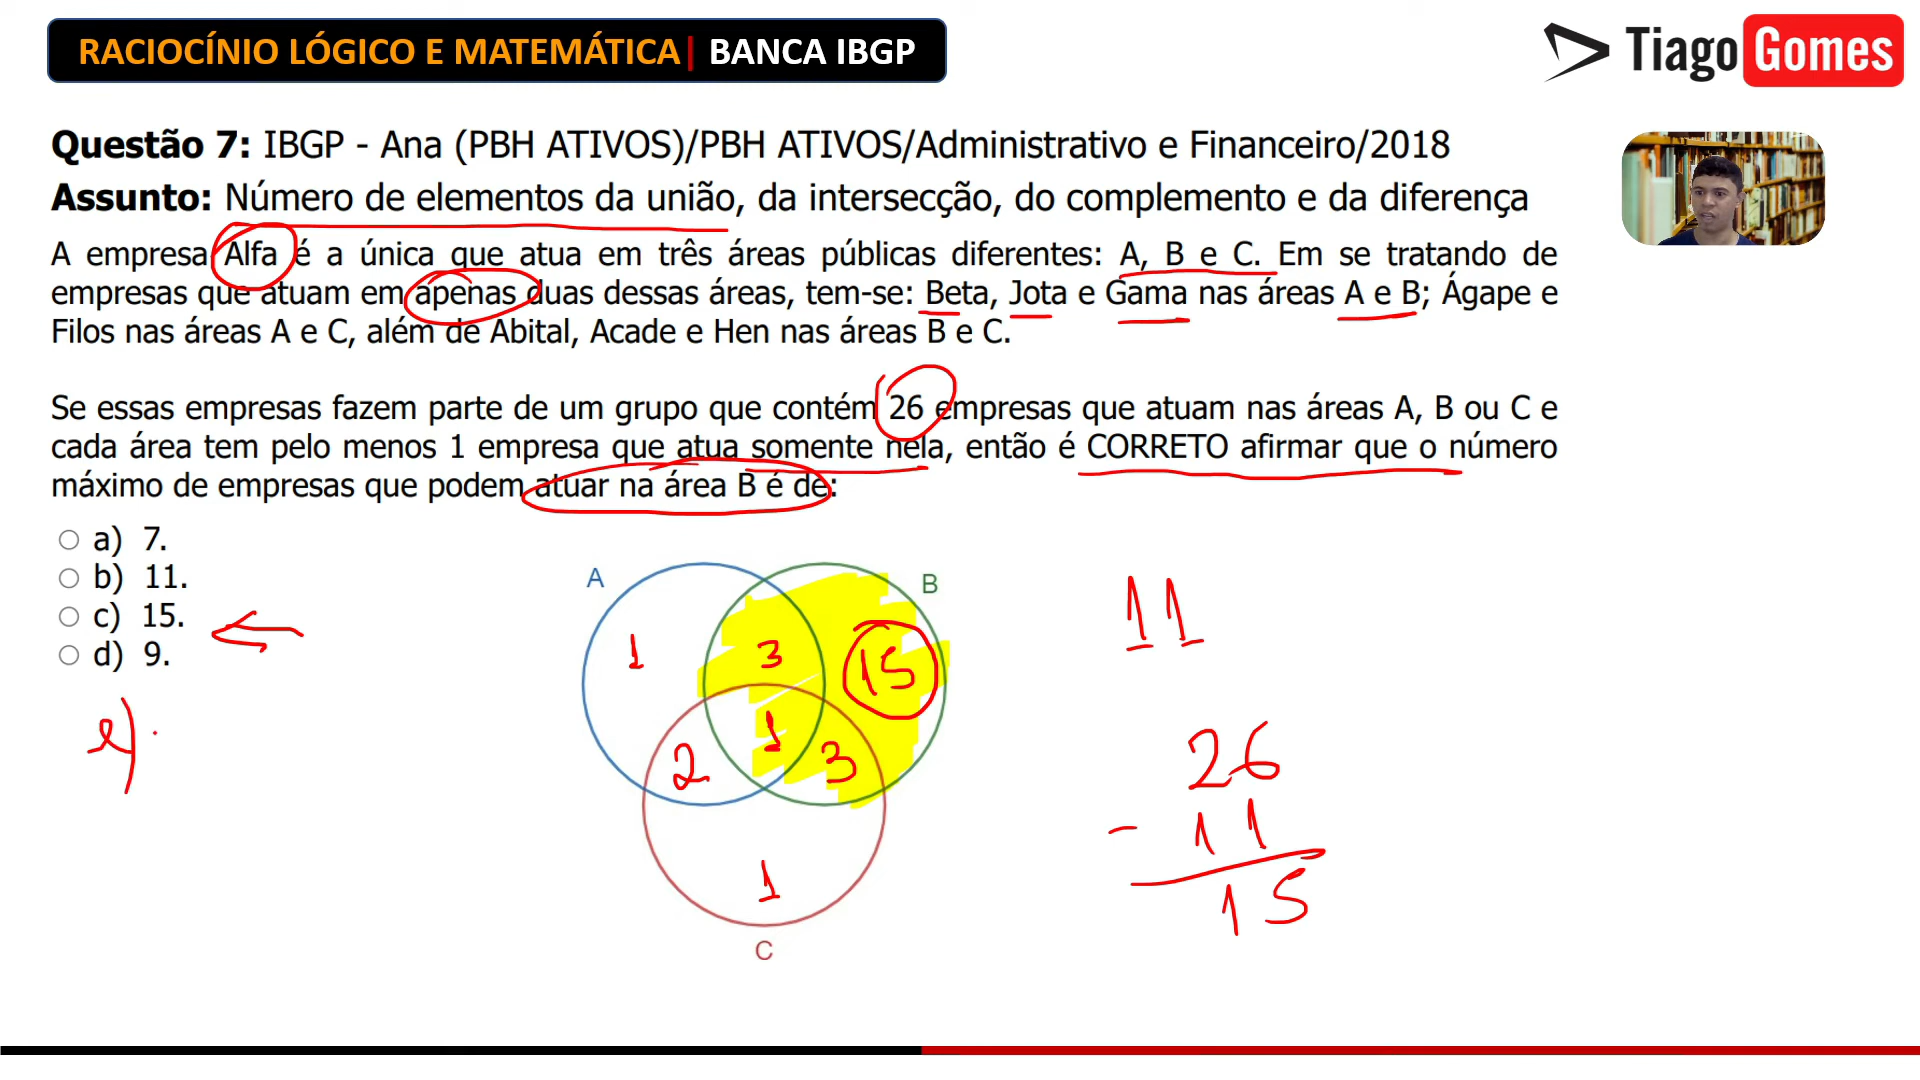 RACIOCÍNIO LÓGICO E MATEMÁTICA| BANCA IBGP
Tiago Gomes
Questão 7: IBGP - Ana (PBH ATIVOS)/PBH ATIVOS/Administrativo e Financeiro/2018
Assunto: Número de elementos da união, da intersecção, do complemento e da diferença
A empresa Alfa é a única que atua em três áreas públicas diferentes: A, B e C. Em se tratando de
empresas que atuam em apenas duas dessas áreas, tem-se: Beta, Jota e Gama nas áreas A e B; Ágape e
Filos nas áreas A e C, além de Abital, Acade e Hen nas áreas B e C.
Se essas empresas fazem parte de um grupo que contém 26 empresas que atuam nas áreas A, B ou C e
cada área tem pelo menos 1 empresa que atua somente nela, então é CORRETO afirmar que o número
máximo de empresas que podem atuar na área B é de:
a) 7.
b) 11.
c) 15.
d) 9.
e)
A
B
1
3
15
2
1
3
1
C
11
26
- 11
15